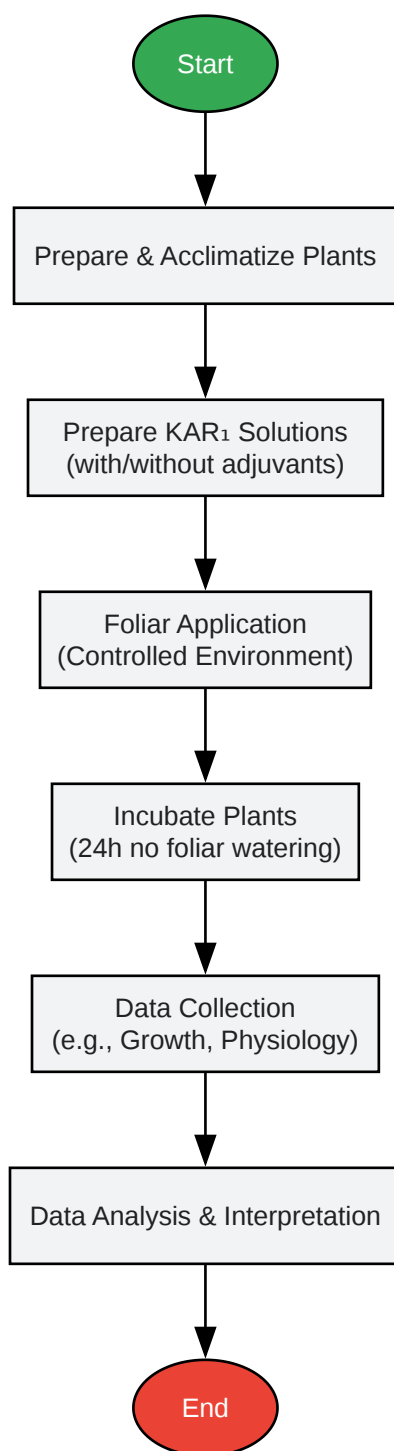 Start
Prepare & Acclimatize Plants
Prepare KAR₁ Solutions
(with/without adjuvants)
Foliar Application
(Controlled Environment)
Incubate Plants
(24h no foliar watering)
Data Collection
(e.g., Growth, Physiology)
Data Analysis & Interpretation
End